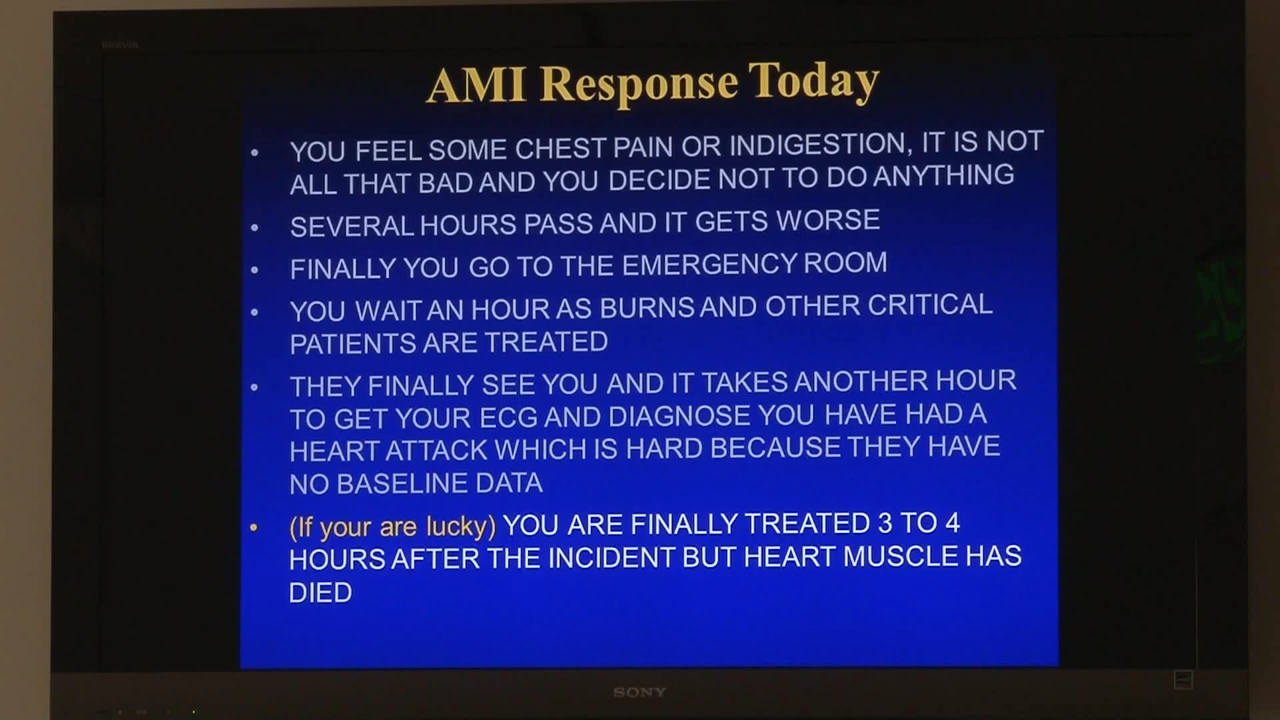 BRAVIA
AMI Response Today
• YOU FEEL SOME CHEST PAIN OR INDIGESTION, IT IS NOT
ALL THAT BAD AND YOU DECIDE NOT TO DO ANYTHING
• SEVERAL HOURS PASS AND IT GETS WORSE
• FINALLY YOU GO TO THE EMERGENCY ROOM
• YOU WAIT AN HOUR AS BURNS AND OTHER CRITICAL
PATIENTS ARE TREATED
• THEY FINALLY SEE YOU AND IT TAKES ANOTHER HOUR
TO GET YOUR ECG AND DIAGNOSE YOU HAVE HAD A
HEART ATTACK WHICH IS HARD BECAUSE THEY HAVE
NO BASELINE DATA
• (If your are lucky) YOU ARE FINALLY TREATED 3 TO 4
HOURS AFTER THE INCIDENT BUT HEART MUSCLE HAS
DIED
SONY